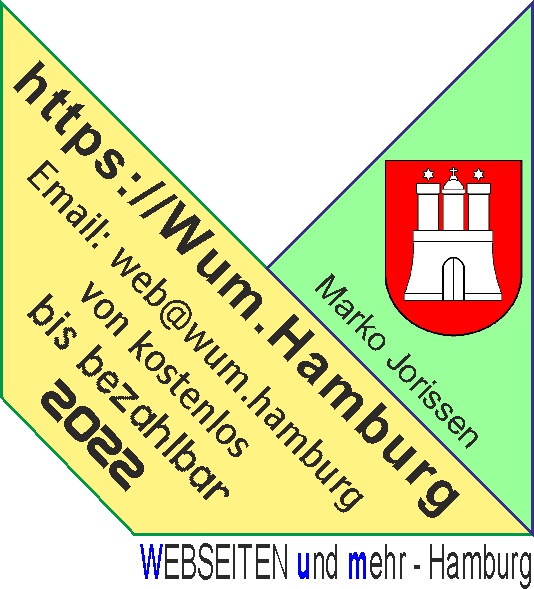 https://Wum.Hamburg
Email: web@wum.hamburg
von kostenlos
bis bezahlbar
2022
Marko Jorissen
WEBSEITEN und mehr - Hamburg